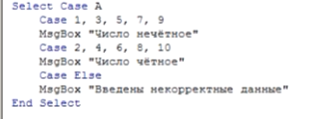 Select Case A
Case 1, 3, 5, 7, 9
MsgBox "Число нечётное"
Case 2, 4, 6, 8, 10
MsgBox "Число чётное"
Case Else
MsgBox "Введены некорректные данные"
End Select